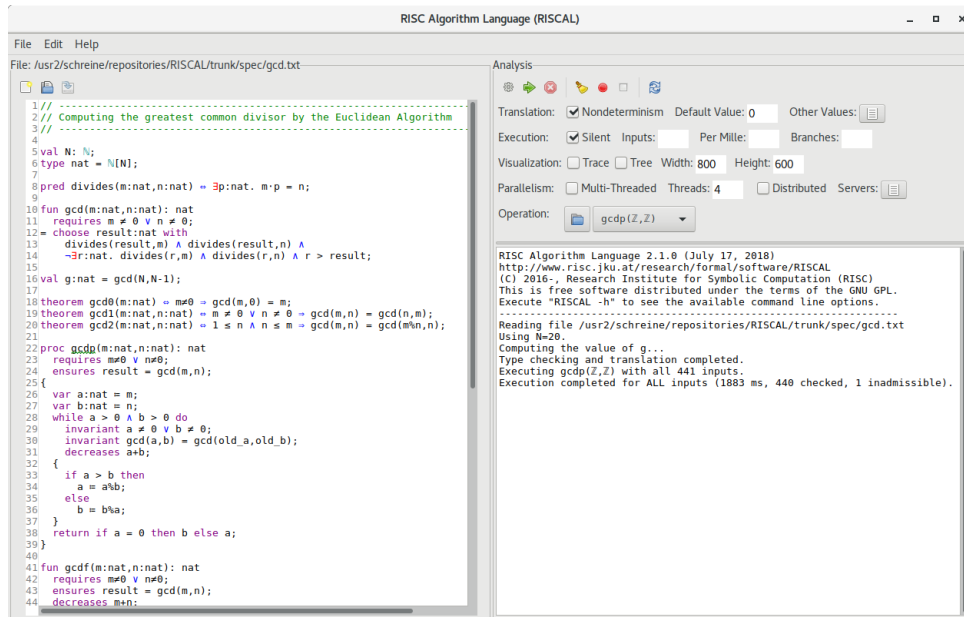 RISC Algorithm Language (RISCAL)
File Edit Help
File: /usr2/schreine/repositories/RISCAL/trunk/spec/gcd.txt
1 // -----------------------------------------------------------------
2 // Computing the greatest common divisor by the Euclidean Algorithm
3 // -----------------------------------------------------------------
4
5 val N: ℕ;
6 type nat = ℕ[N];
7
8 pred divides(m:nat,n:nat) ⇔ ∃p:nat. m·p = n;
9
10 fun gcd(m:nat,n:nat): nat
11   requires m ≠ 0 ∨ n ≠ 0;
12 = choose result:nat with
13     divides(result,m) ∧ divides(result,n) ∧
14     ¬∃r:nat. divides(r,m) ∧ divides(r,n) ∧ r > result;
15
16 val g:nat = gcd(N,N-1);
17
18 theorem gcd0(m:nat) ⇔ m≠0 ⇒ gcd(m,0) = m;
19 theorem gcd1(m:nat,n:nat) ⇔ m ≠ 0 ∨ n ≠ 0 ⇒ gcd(m,n) = gcd(n,m);
20 theorem gcd2(m:nat,n:nat) ⇔ 1 ≤ n ∧ n ≤ m ⇒ gcd(m,n) = gcd(m%n,n);
21
22 proc gcdp(m:nat,n:nat): nat
23   requires m≠0 ∨ n≠0;
24   ensures result = gcd(m,n);
25 {
26   var a:nat ≔ m;
27   var b:nat ≔ n;
28   while a > 0 ∧ b > 0 do
29     invariant a ≠ 0 ∨ b ≠ 0;
30     invariant gcd(a,b) = gcd(old_a,old_b);
31     decreases a+b;
32   {
33     if a > b then
34       a ≔ a%b;
35     else
36       b ≔ b%a;
37   }
38   return if a = 0 then b else a;
39 }
40
41 fun gcdf(m:nat,n:nat): nat
42   requires m≠0 ∨ n≠0;
43   ensures result = gcd(m,n);
44   decreases m+n;
Analysis
Translation: Nondeterminism Default Value: 0 Other Values:
Execution: Silent Inputs: Per Mille: Branches:
Visualization: Trace Tree Width: 800 Height: 600
Parallelism: Multi-Threaded Threads: 4 Distributed Servers:
Operation: gcdp(ℤ,ℤ)
RISC Algorithm Language 2.1.0 (July 17, 2018)
http://www.risc.jku.at/research/formal/software/RISCAL
(C) 2016-, Research Institute for Symbolic Computation (RISC)
This is free software distributed under the terms of the GNU GPL.
Execute "RISCAL -h" to see the available command line options.
-----------------------------------------------------------------
Reading file /usr2/schreine/repositories/RISCAL/trunk/spec/gcd.txt
Using N=20.
Computing the value of g...
Type checking and translation completed.
Executing gcdp(ℤ,ℤ) with all 441 inputs.
Execution completed for ALL inputs (1883 ms, 440 checked, 1 inadmissible).